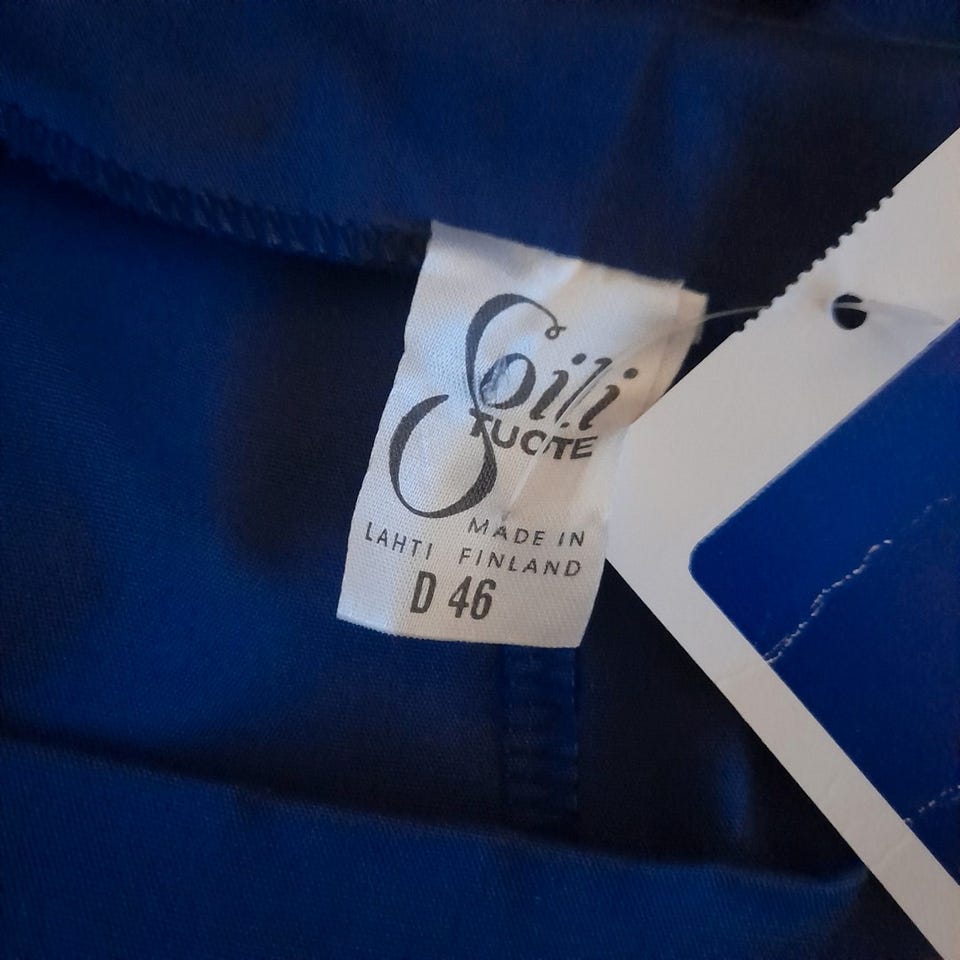 Soili
TUOTE
MADE IN
LAHTI FINLAND
D 46